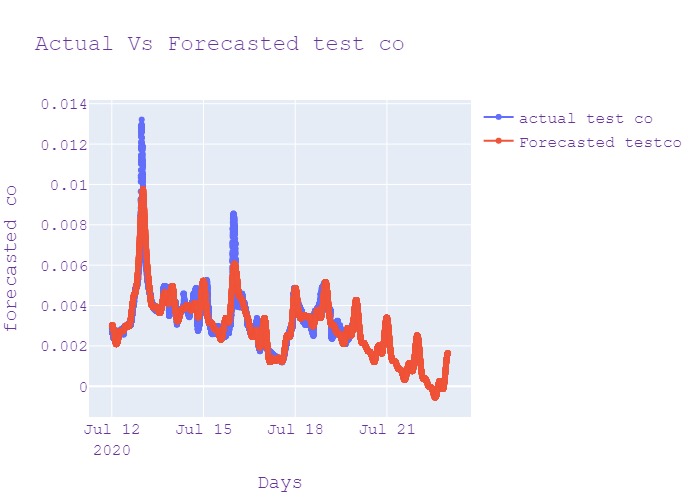 Actual Vs Forecasted test co
actual test co
Forecasted testco
forecasted co
0.014
0.012
0.01
0.008
0.006
0.004
0.002
0
Jul 12
2020
Jul 15
Jul 18
Jul 21
Days